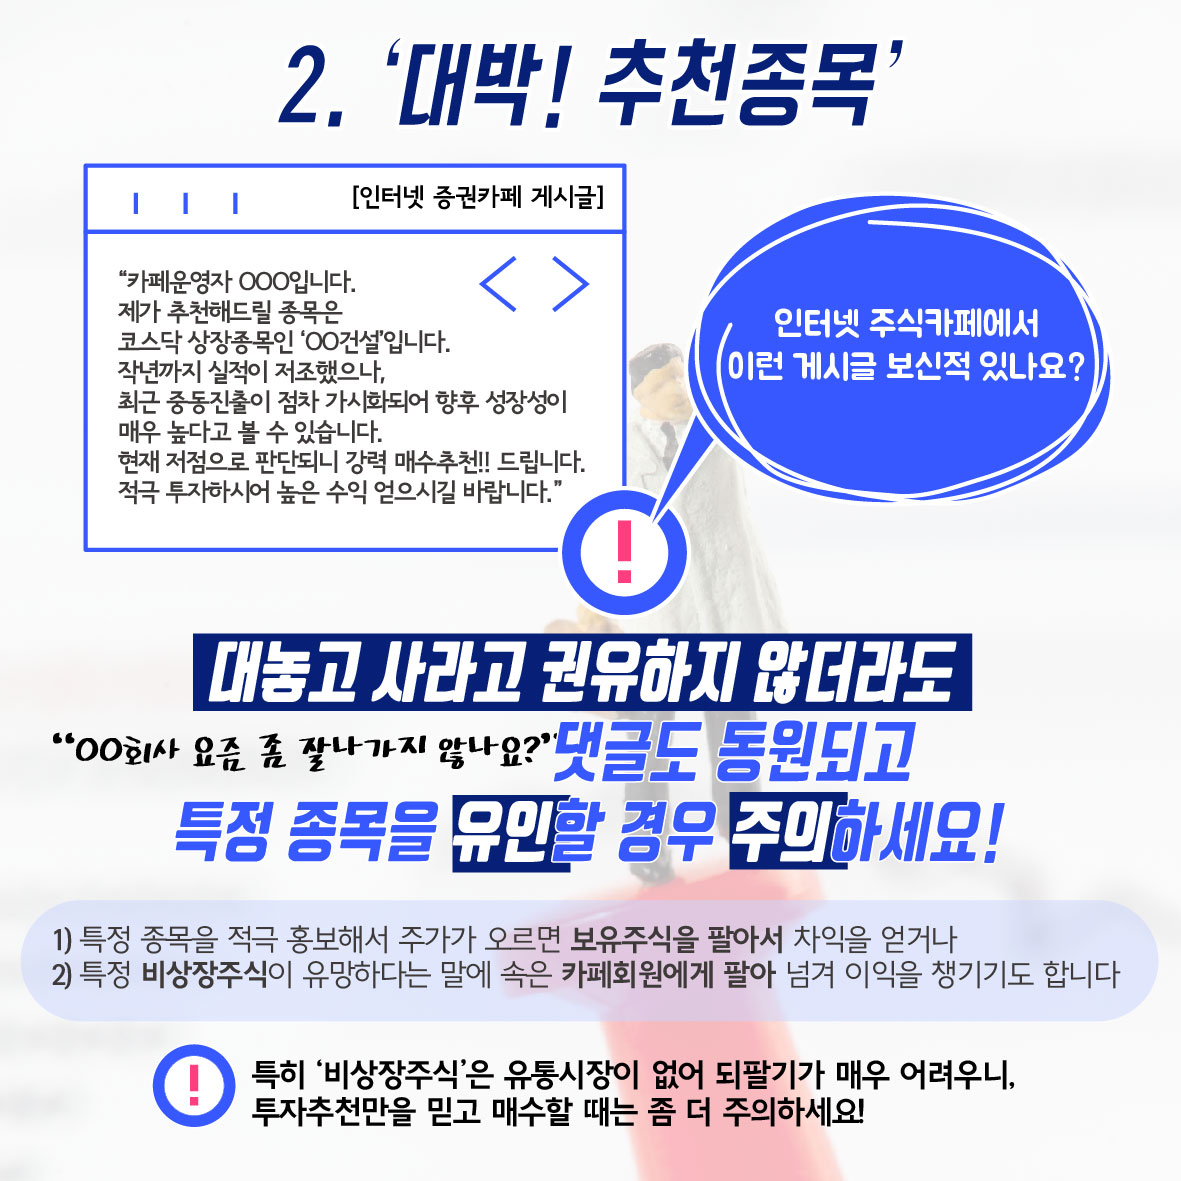 2. ‘대박! 추천종목’
[인터넷 증권카페 게시글]
“카페운영자 OOO입니다.
제가 추천해드릴 종목은
코스닥 상장종목인 ‘OO건설’입니다.
작년까지 실적이 저조했으나,
최근 중동진출이 점차 가시화되어 향후 성장성이
매우 높다고 볼 수 있습니다.
현재 저점으로 판단되니 강력 매수추천!! 드립니다.
적극 투자하시어 높은 수익 얻으시길 바랍니다.”
인터넷 주식카페에서
이런 게시글 보신적 있나요?
!
대놓고 사라고 권유하지 않더라도
“OO회사 요즘 좀 잘나가지 않나요?” 댓글도 동원되고
특정 종목을 유인할 경우 주의하세요!
1) 특정 종목을 적극 홍보해서 주가가 오르면 보유주식을 팔아서 차익을 얻거나
2) 특정 비상장주식이 유망하다는 말에 속은 카페회원에게 팔아 넘겨 이익을 챙기기도 합니다
!
특히 ‘비상장주식’은 유통시장이 없어 되팔기가 매우 어려우니,
투자추천만을 믿고 매수할 때는 좀 더 주의하세요!